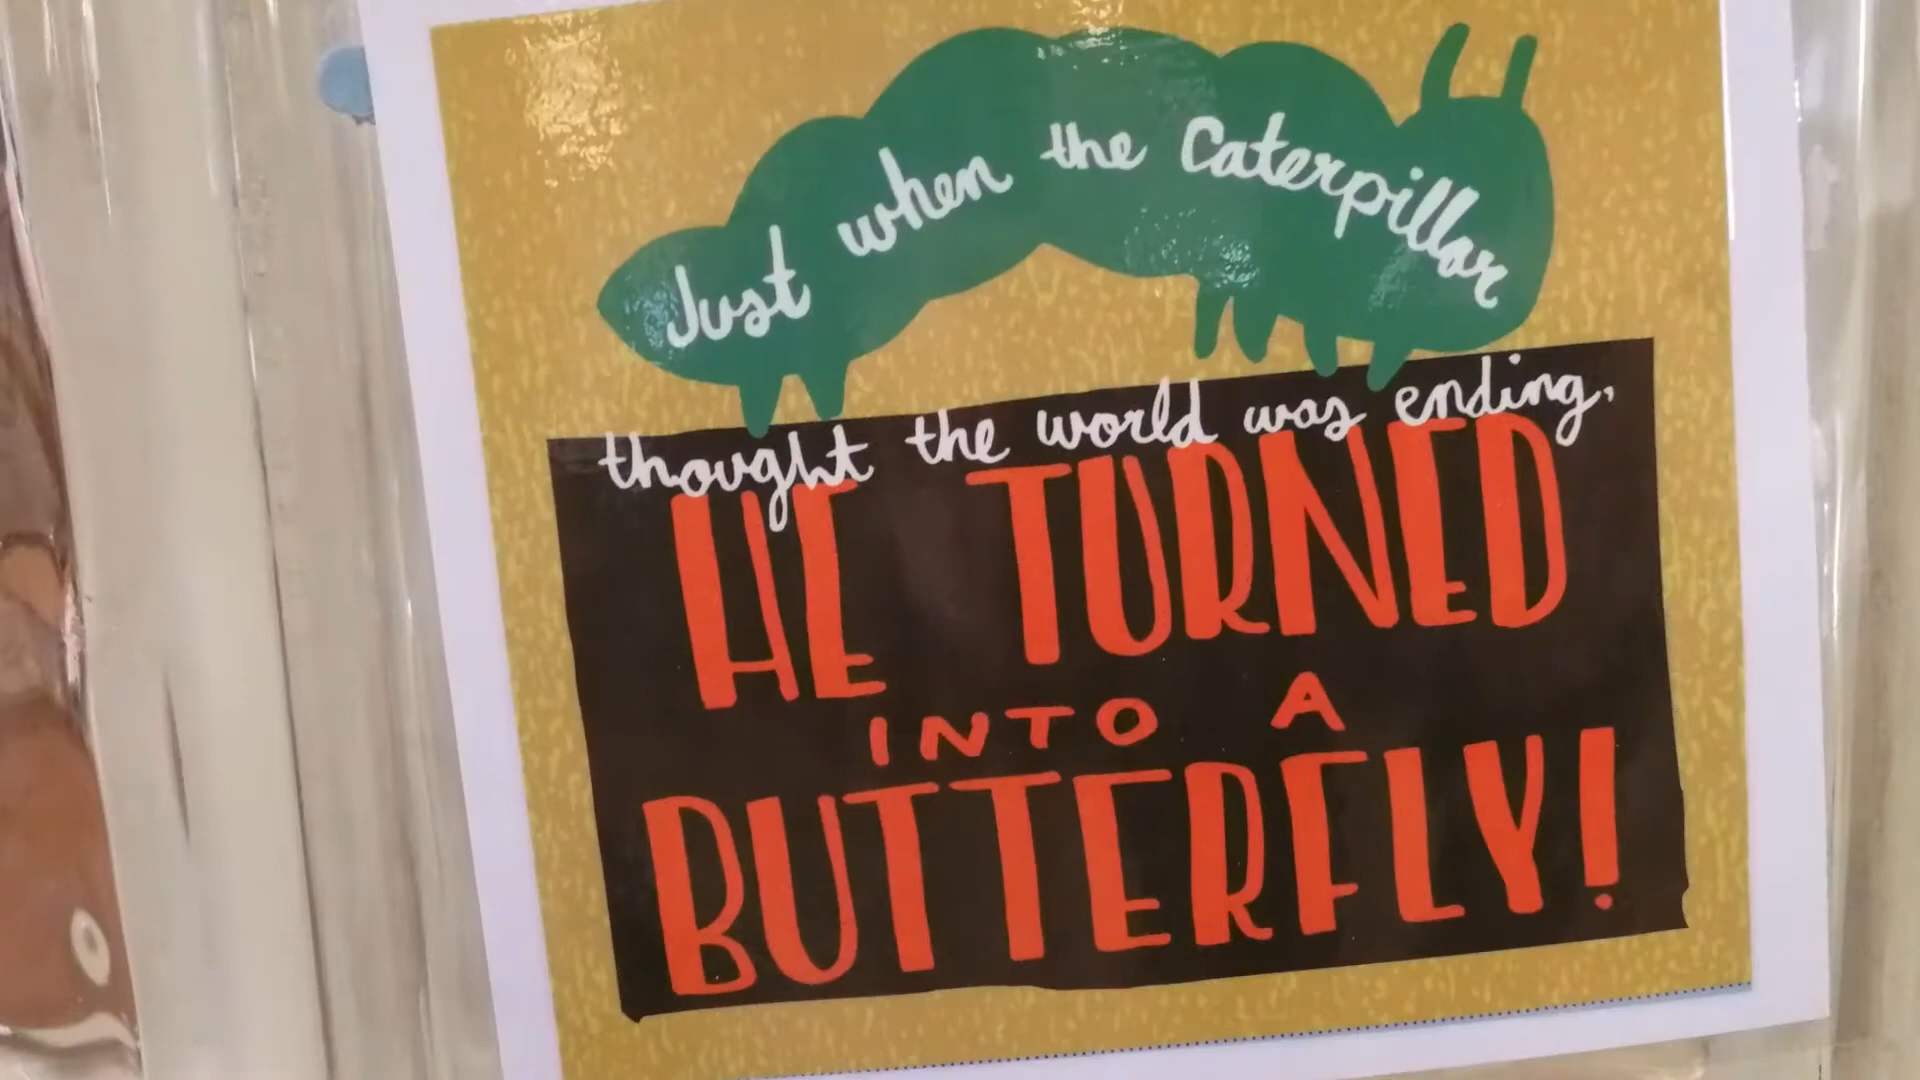 Just when the Caterpillar
thought the world was ending,
HE TURNED
INTO A
BUTTERFLY!